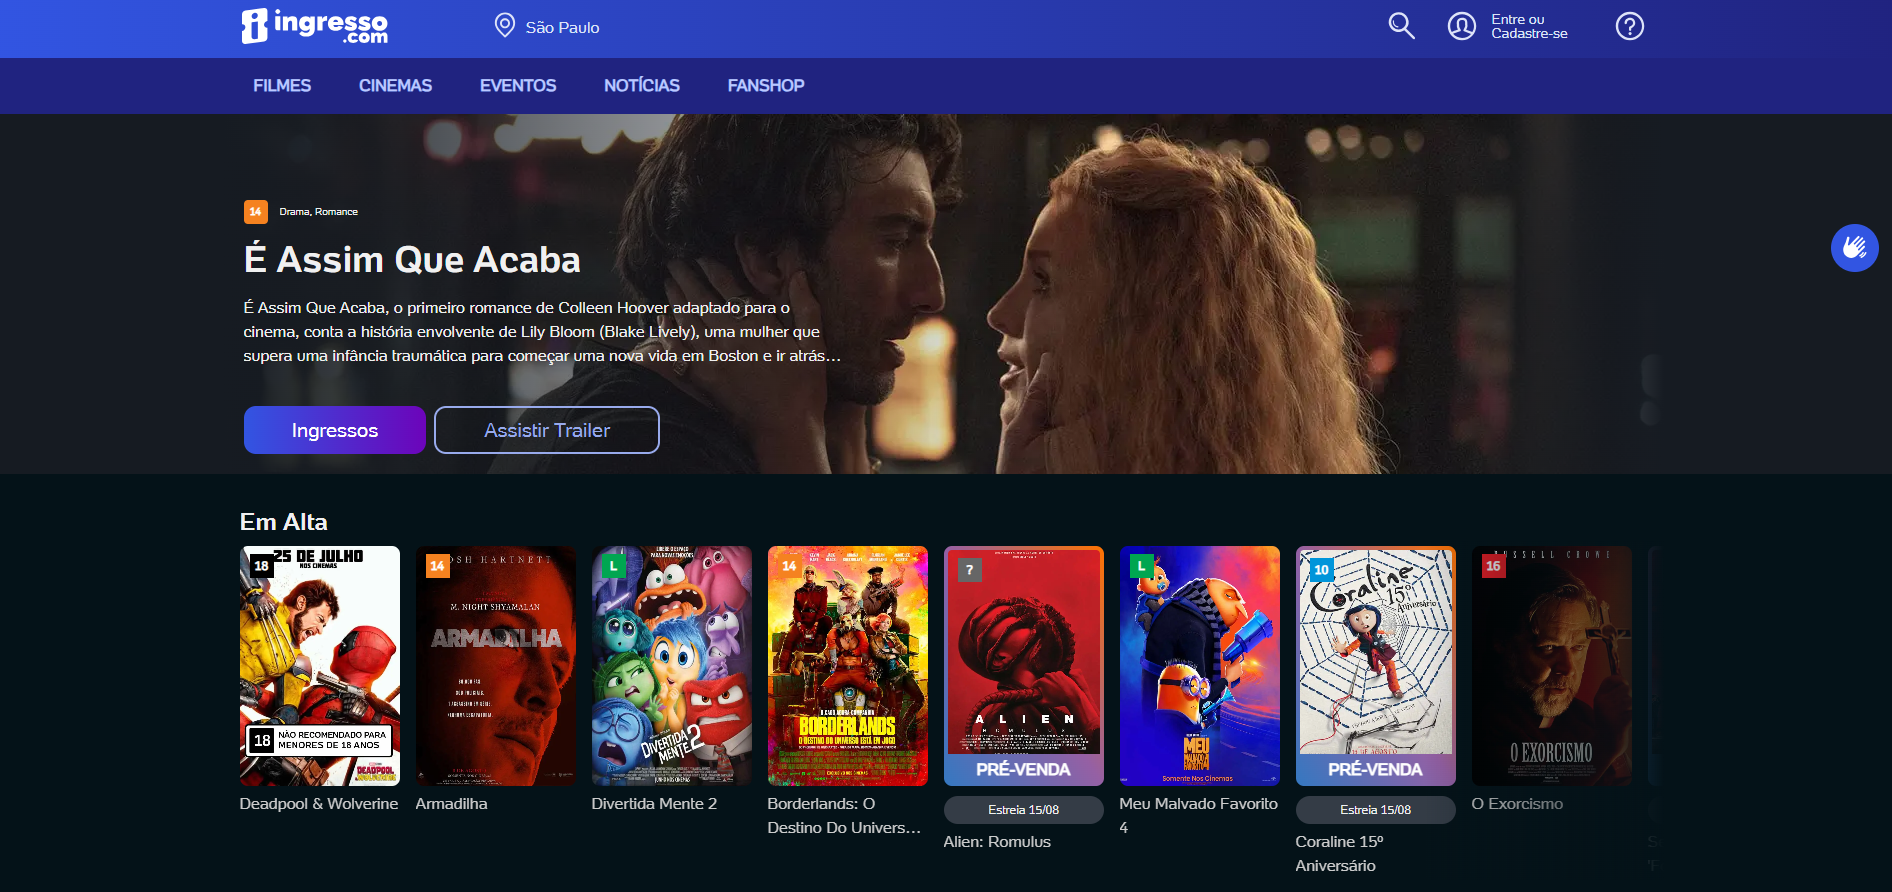 ingresso
.com
São Paulo
Entre ou
Cadastre-se
FILMES
CINEMAS
EVENTOS
NOTÍCIAS
FANSHOP
14
Drama, Romance
É Assim Que Acaba
É Assim Que Acaba, o primeiro romance de Colleen Hoover adaptado para o
cinema, conta a história envolvente de Lily Bloom (Blake Lively), uma mulher que
supera uma infância traumática para começar uma nova vida em Boston e ir atrás...
Ingressos
Assistir Trailer
Em Alta
18
25 DE JULHO
NOS CINEMAS
18
NÃO RECOMENDADO PARA
MENORES DE 18 ANOS
DEADPOOL
Deadpool & Wolverine
14
OSH HARTNETT
M. NIGHT SHYAMALAN
ARMADILHA
Armadilha
L
DIVERTIDA
MENTE 2
Divertida Mente 2
14
BORDERLANDS
O DESTINO DO UNIVERSO ESTÁ EM JOGO
Borderlands: O
Destino Do Univers...
?
ALIEN
ROMULUS
PRÉ-VENDA
Estreia 15/08
Alien: Romulus
L
MEU
MALVADO
FAVORITO
4
Somente Nos Cinemas
Meu Malvado Favorito
4
10
Coraline
15º
Aniversário
PRÉ-VENDA
Estreia 15/08
Coraline 15º
Aniversário
16
RUSSELL CROWE
O EXORCISMO
O Exorcismo